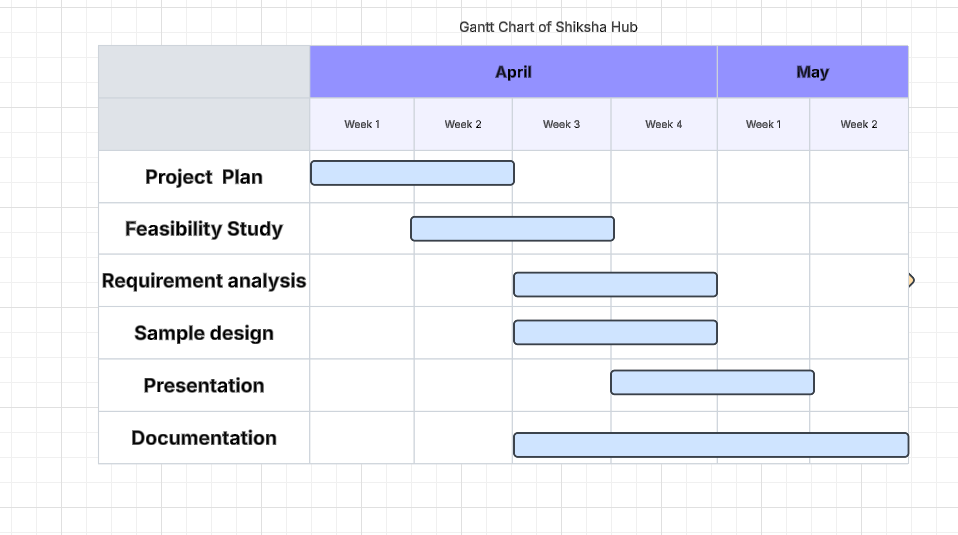 Gantt Chart of Shiksha Hub
April May
Week 1 Week 2 Week 3 Week 4 Week 1 Week 2
Project Plan
Feasibility Study
Requirement analysis
Sample design
Presentation
Documentation